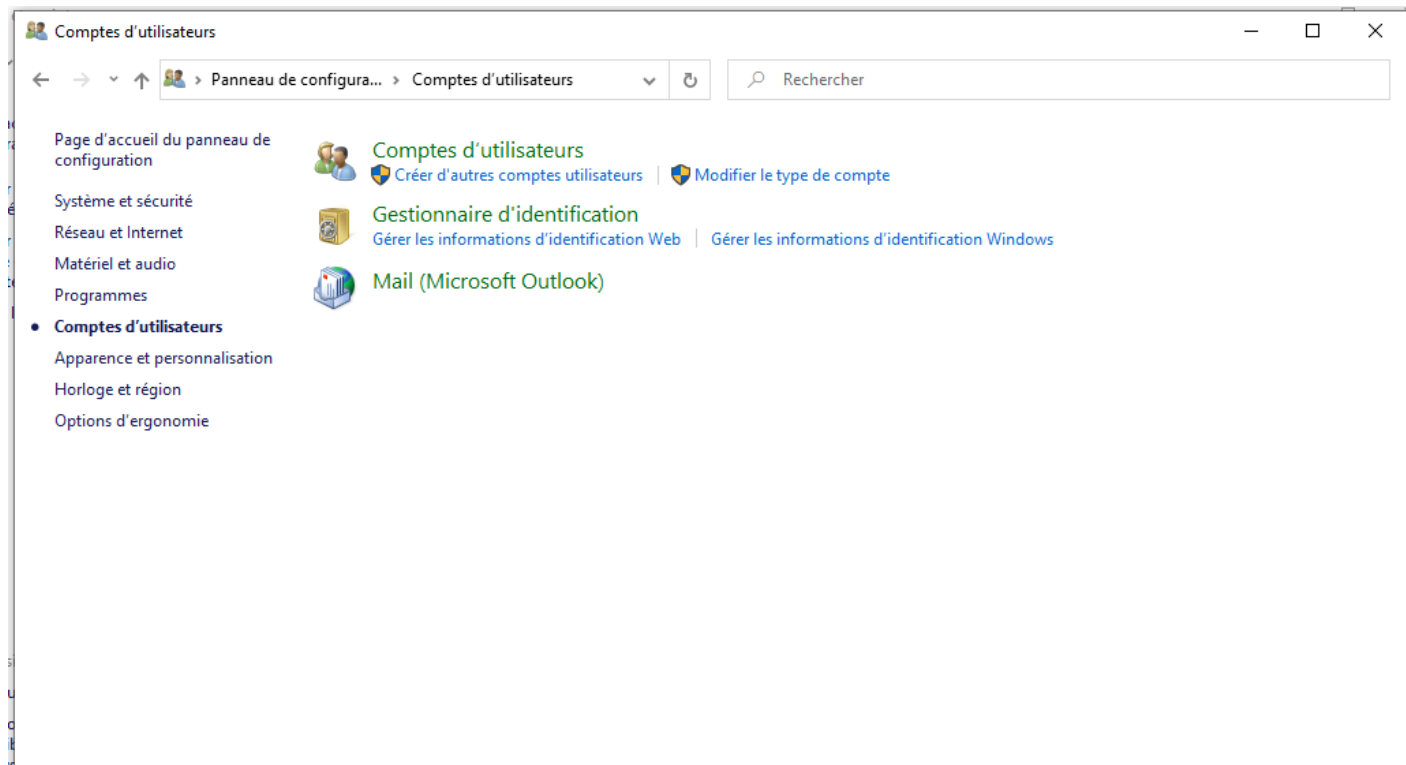 Comptes d'utilisateurs
Panneau de configura... > Comptes d'utilisateurs
Rechercher
Page d'accueil du panneau de
configuration
Système et sécurité
Réseau et Internet
Matériel et audio
Programmes
Comptes d'utilisateurs
Apparence et personnalisation
Horloge et région
Options d'ergonomie
Comptes d'utilisateurs
Créer d'autres comptes utilisateurs
Modifier le type de compte
Gestionnaire d'identification
Gérer les informations d'identification Web
Gérer les informations d'identification Windows
Mail (Microsoft Outlook)